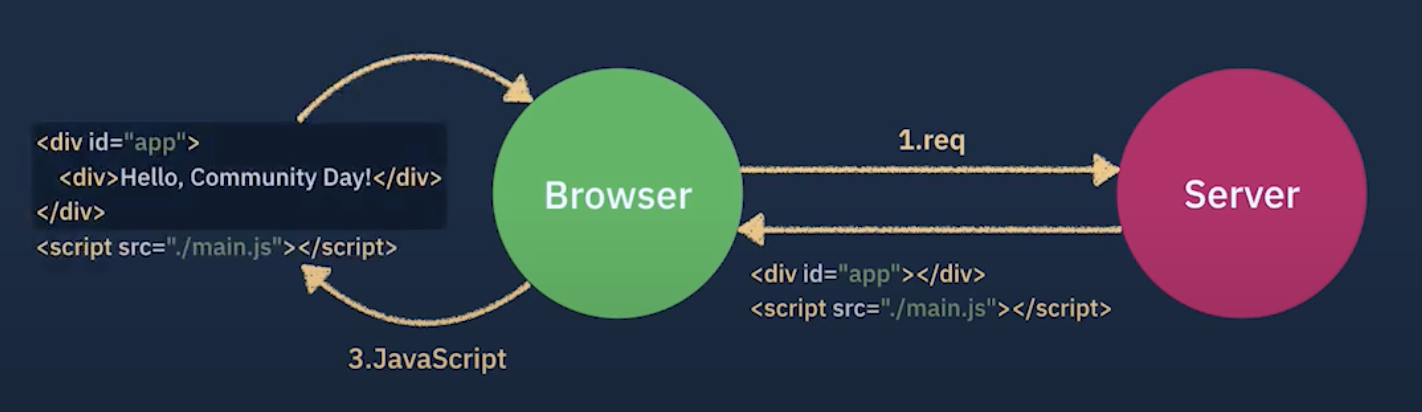 <div id="app">
<div>Hello, Community Day!</div>
</div>
<script src="./main.js"></script>
3.JavaScript
Browser
1.req
<div id="app"></div>
<script src="./main.js"></script>
Server